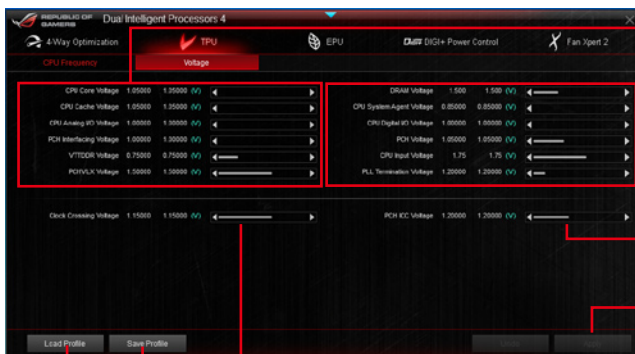 REPUBLIC OF GAMERS Dual Intelligent Processors 4
4-Way Optimization TPU EPU DIGI+ Power Control Fan Xpert 2
CPU Frequency Voltage
CPU Core Voltage 1.05000 1.35000 (V) DRAM Voltage 1.500 1.500 (V)
CPU Cache Voltage 1.05000 1.35000 (V) CPU System Agent Voltage 0.85000 0.85000 (V)
CPU Analog I/O Voltage 1.00000 1.30000 (V) CPU Digital I/O Voltage 1.00000 1.00000 (V)
PCH Interfacing Voltage 1.00000 1.30000 (V) PCH Voltage 1.05000 1.05000 (V)
VTTDDR Voltage 0.75000 0.75000 (V) CPU Input Voltage 1.75 1.75 (V)
PCHVLX Voltage 1.50000 1.50000 (V) PLL Termination Voltage 1.20000 1.20000 (V)
Clock Crossing Voltage 1.15000 1.15000 (V) PCH ICC Voltage 1.20000 1.20000 (V)
Load Profile Save Profile